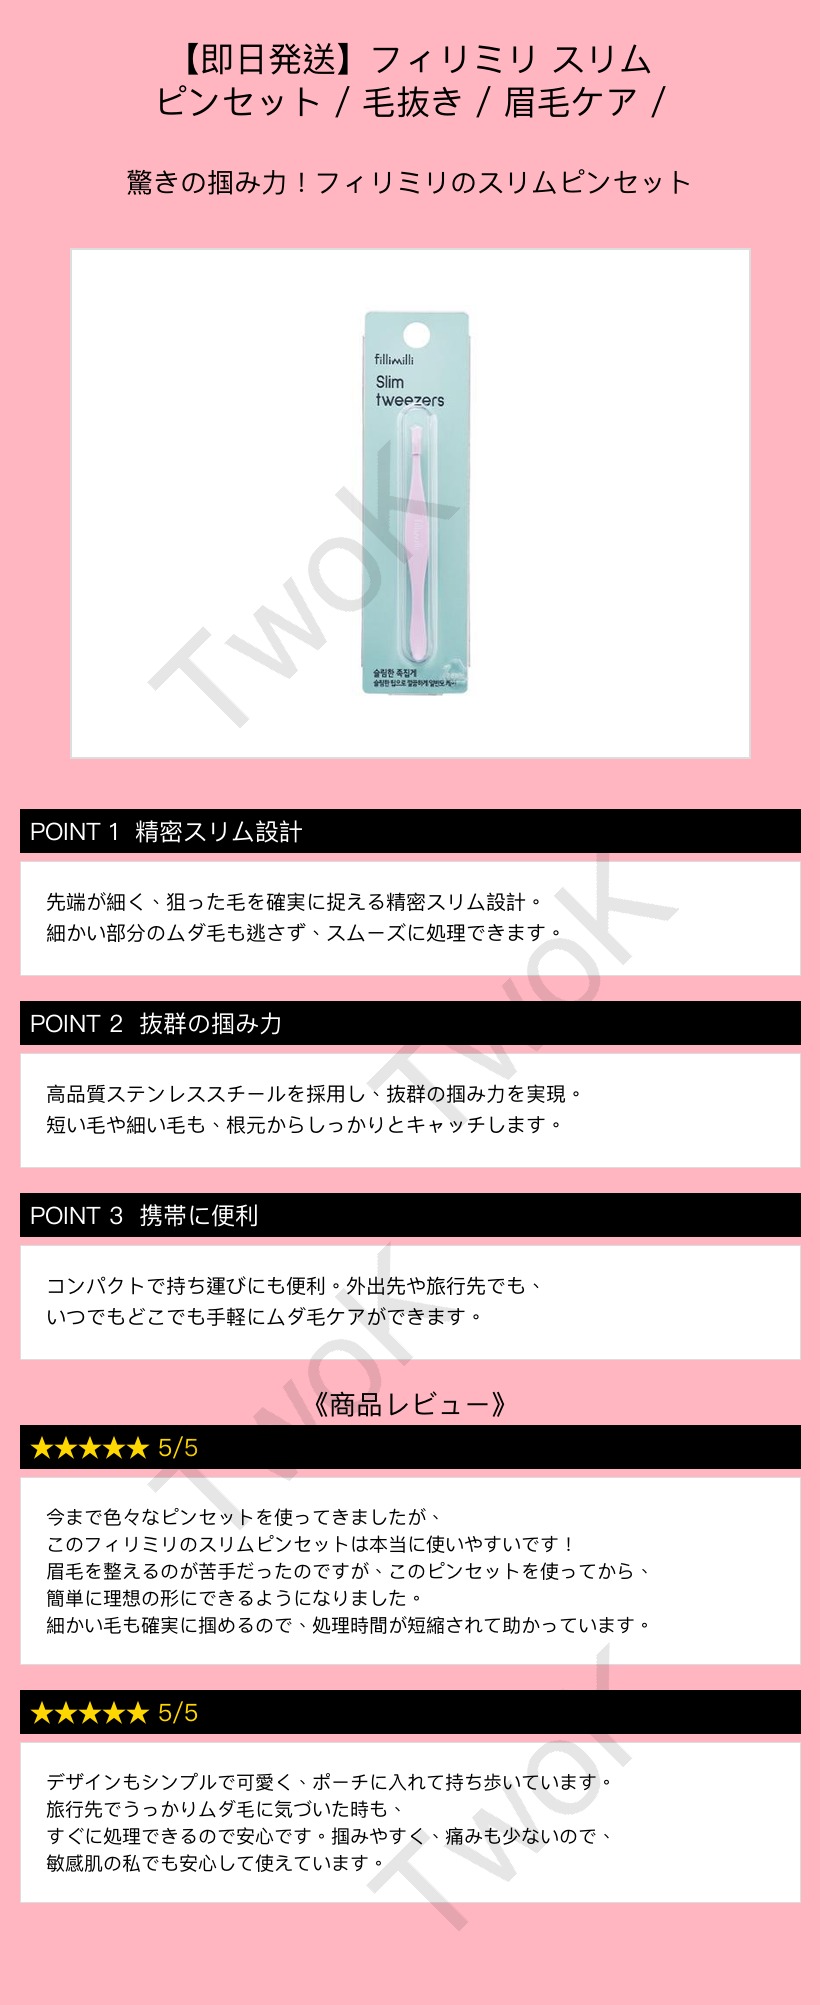 【即日発送】フィリミリ スリム
ピンセット / 毛抜き / 眉毛ケア /
驚きの掴み力！フィリミリのスリムピンセット
fillimilli
Slim
tweezers
슬림한 족집게
슬림한 팁으로 깔끔하게 일반모 케어
TwoK
POINT 1 精密スリム設計
先端が細く、狙った毛を確実に捉える精密スリム設計。
細かい部分のムダ毛も逃さず、スムーズに処理できます。
TwoK
POINT 2 抜群の掴み力
高品質ステンレススチールを採用し、抜群の掴み力を実現。
短い毛や細い毛も、根元からしっかりとキャッチします。
POINT 3 携帯に便利
コンパクトで持ち運びにも便利。外出先や旅行先でも、
いつでもどこでも手軽にムダ毛ケアができます。
TwoK
《商品レビュー》
★★★★★ 5/5
今まで色々なピンセットを使ってきましたが、
このフィリミリのスリムピンセットは本当に使いやすいです！
眉毛を整えるのが苦手だったのですが、このピンセットを使ってから、
簡単に理想の形にできるようになりました。
細かい毛も確実に掴めるので、処理時間が短縮されて助かっています。
★★★★★ 5/5
デザインもシンプルで可愛く、ポーチに入れて持ち歩いています。
旅行先でうっかりムダ毛に気づいた時も、
すぐに処理できるので安心です。掴みやすく、痛みも少ないので、
敏感肌の私でも安心して使えています。
TwoK